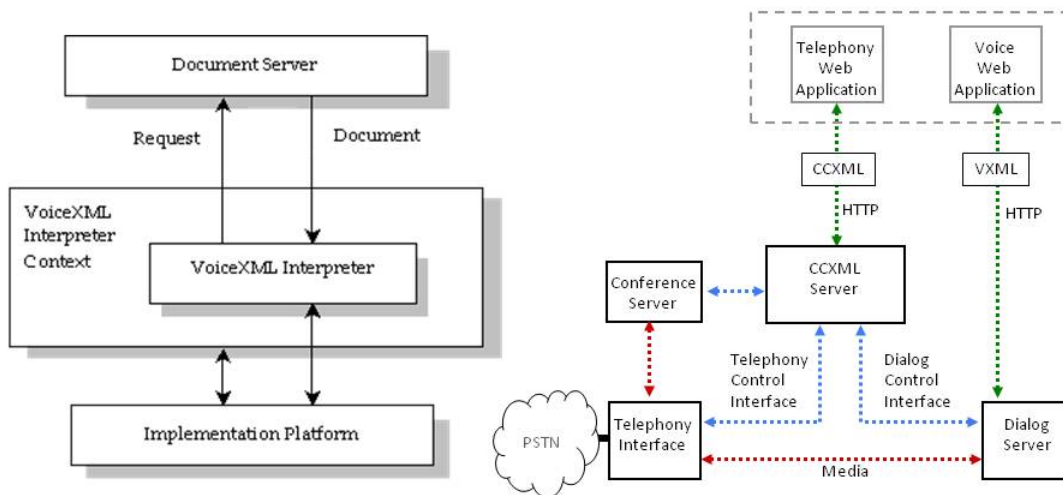 Document Server
Request
Document
VoiceXML
Interpreter
Context
VoiceXML Interpreter
Implementation Platform
Telephony
Web
Application
Voice
Web
Application
CCXML
VXML
HTTP
HTTP
CCXML
Server
Conference
Server
Telephony
Control
Interface
Dialog
Control
Interface
PSTN
Telephony
Interface
Dialog
Server
Media